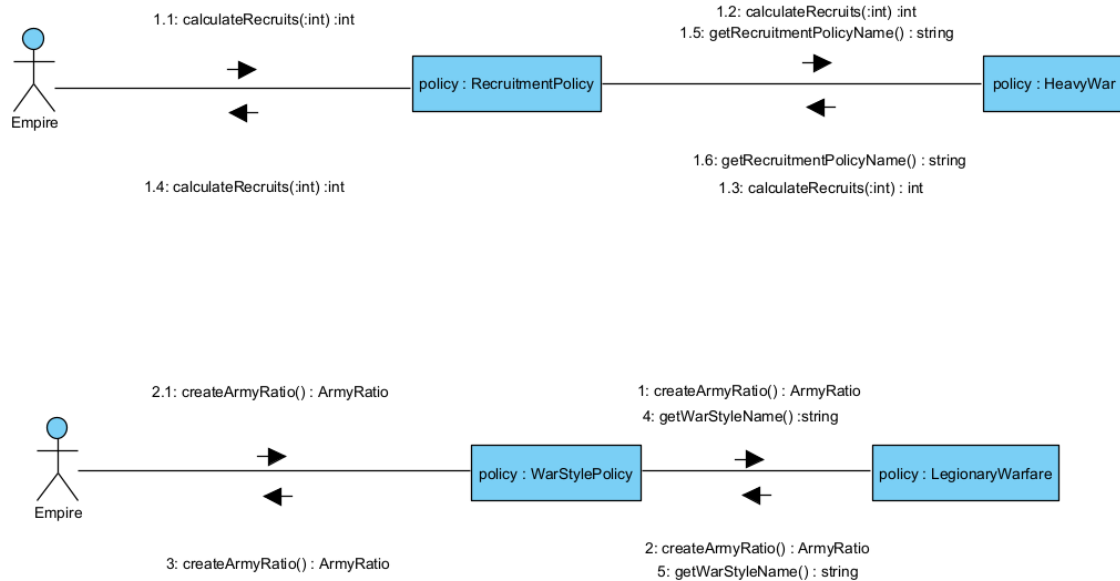 1.1: calculateRecruits(:int) :int
1.2: calculateRecruits(:int) :int
1.5: getRecruitmentPolicyName() : string
policy : RecruitmentPolicy
policy : HeavyWar
Empire
1.4: calculateRecruits(:int) :int
1.6: getRecruitmentPolicyName() : string
1.3: calculateRecruits(:int) : int
2.1: createArmyRatio() : ArmyRatio
1: createArmyRatio() : ArmyRatio
4: getWarStyleName() :string
policy : WarStylePolicy
policy : LegionaryWarfare
Empire
3: createArmyRatio() : ArmyRatio
2: createArmyRatio() : ArmyRatio
5: getWarStyleName() : string